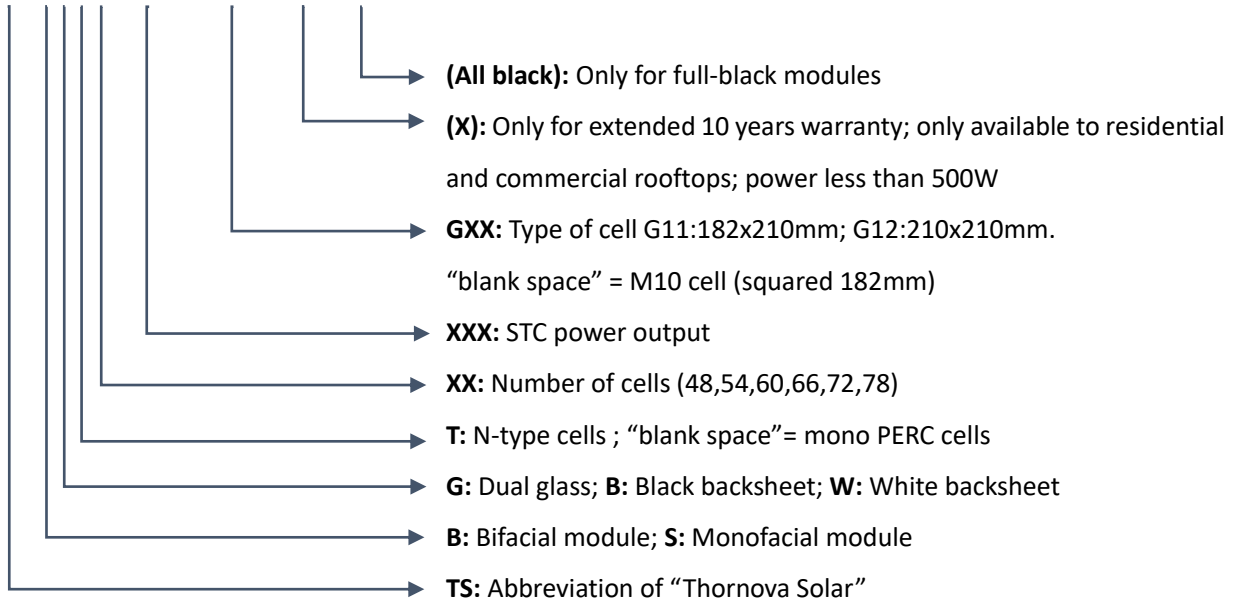 (All black): Only for full-black modules
(X): Only for extended 10 years warranty; only available to residential
and commercial rooftops; power less than 500W
GXX: Type of cell G11:182x210mm; G12:210x210mm.
“blank space” = M10 cell (squared 182mm)
XXX: STC power output
XX: Number of cells (48,54,60,66,72,78)
T: N-type cells ; “blank space”= mono PERC cells
G: Dual glass; B: Black backsheet; W: White backsheet
B: Bifacial module; S: Monofacial module
TS: Abbreviation of “Thornova Solar”